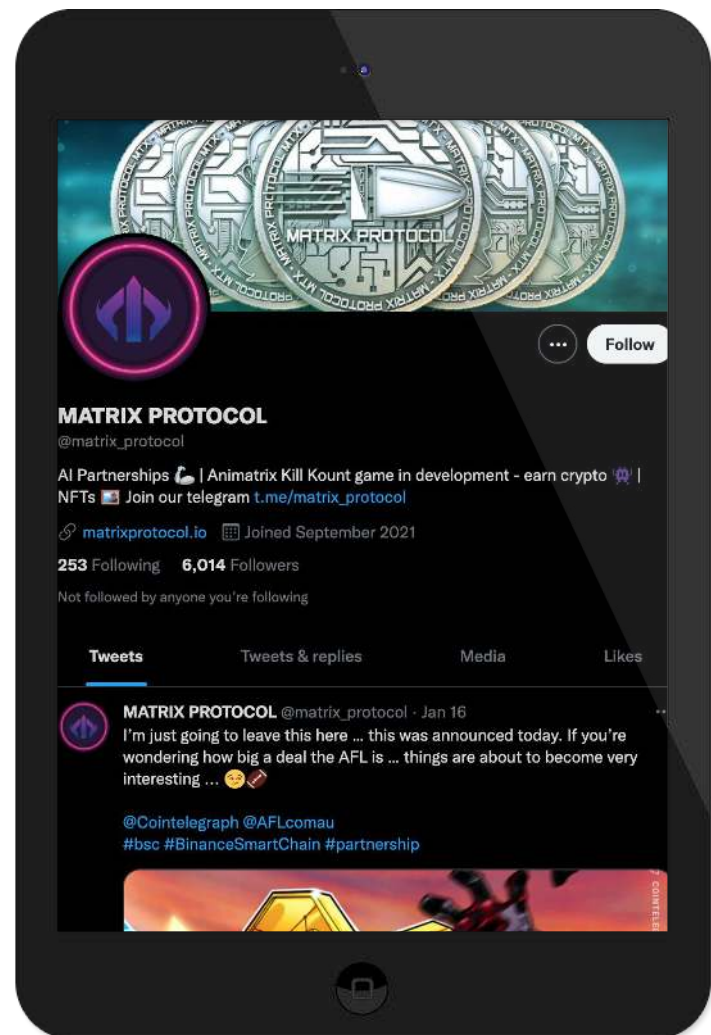 MATRIX PROTOCOL
Follow
MATRIX PROTOCOL
@matrix_protocol
AI Partnerships 🦾 | Animatrix Kill Kount game in development - earn crypto 👾 |
NFTs 🖼️ Join our telegram t.me/matrix_protocol
matrixprotocol.io Joined September 2021
253 Following 6,014 Followers
Not followed by anyone you're following
Tweets Tweets & replies Media Likes
MATRIX PROTOCOL @matrix_protocol · Jan 16
I'm just going to leave this here ... this was announced today. If you're
wondering how big a deal the AFL is ... things are about to become very
interesting ... 😏🏈
@Cointelegraph @AFLcomau
#bsc #BinanceSmartChain #partnership